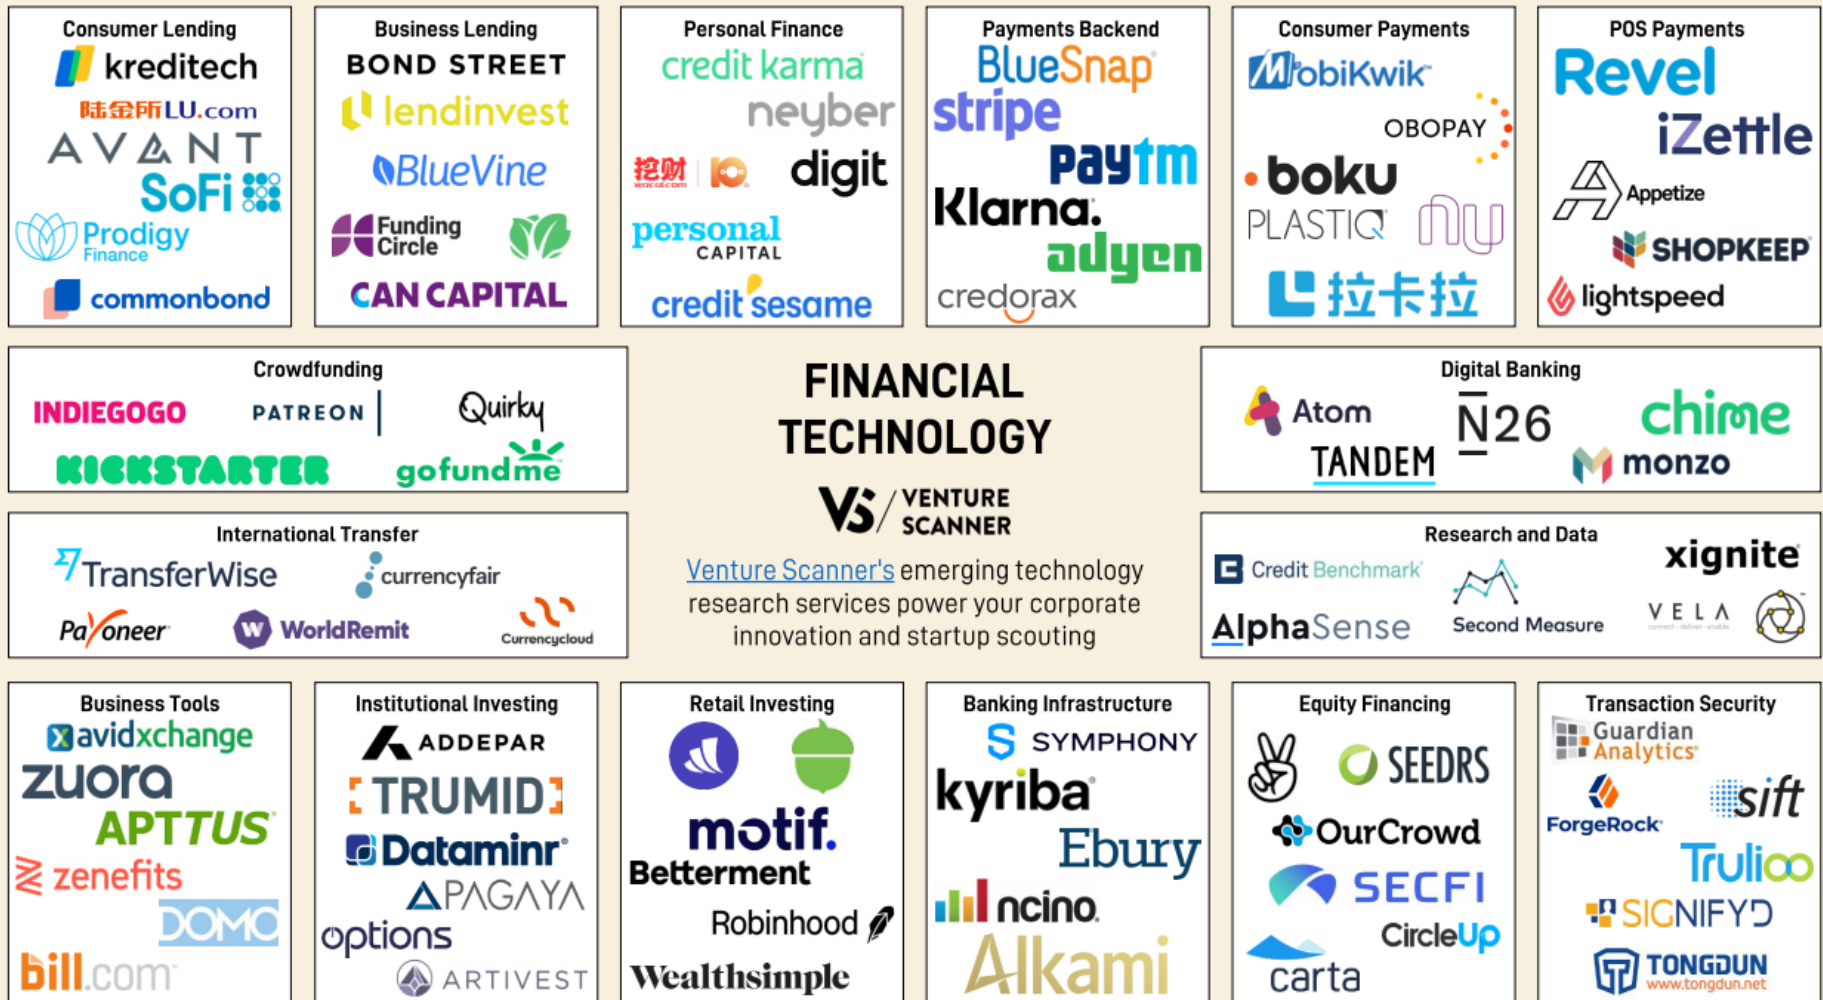 Consumer Lending
kreditech
陆金所LU.com
AVANT
SoFi
Prodigy
Finance
commonbond
Business Lending
BOND STREET
lendinvest
BlueVine
Funding
Circle
CAN CAPITAL
Personal Finance
credit karma
neyber
挖财
wacai.com
digit
personal
CAPITAL
credit sesame
Payments Backend
BlueSnap
stripe
paytm
Klarna.
adyen
credorax
Consumer Payments
MobiKwik
OBOPAY
boku
PLASTIQ
nu
拉卡拉
POS Payments
Revel
iZettle
Appetize
SHOPKEEP
lightspeed
Crowdfunding
INDIEGOGO
PATREON
Quirky
KICKSTARTER
gofundme
FINANCIAL
TECHNOLOGY
VS/VENTURE
SCANNER
Venture Scanner's emerging technology
research services power your corporate
innovation and startup scouting
Digital Banking
Atom
N26
chime
TANDEM
monzo
International Transfer
TransferWise
currencyfair
Payoneer
W WorldRemit
Currencycloud
Research and Data
Credit Benchmark
xignite
AlphaSense
Second Measure
VELA
connect - deliver - enable
Business Tools
avidxchange
zuora
APTTUS
zenefits
DOMO
bill.com
Institutional Investing
ADDEPAR
[TRUMID]
Dataminr
PAGAYA
options
ARTIVEST
Retail Investing
motif.
Betterment
Robinhood
Wealthsimple
Banking Infrastructure
SYMPHONY
kyriba
Ebury
ncino.
Alkami
Equity Financing
SEEDRS
OurCrowd
SECFI
CircleUp
carta
Transaction Security
Guardian
Analytics
ForgeRock
sift
Trulioo
SIGNIFYD
TONGDUN
www.tongdun.net